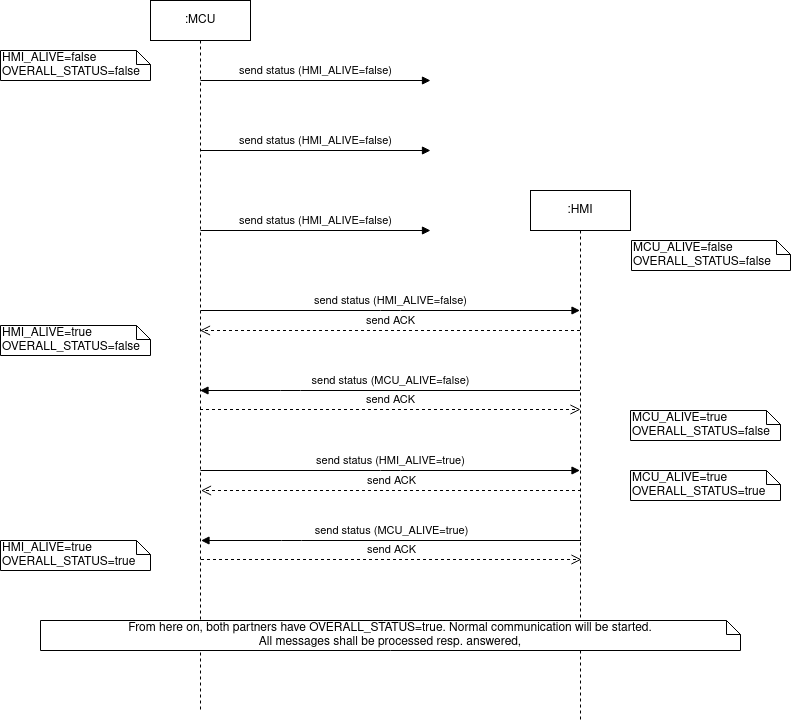 :MCU
HMI_ALIVE=false
OVERALL_STATUS=false
send status (HMI_ALIVE=false)
send status (HMI_ALIVE=false)
:HMI
send status (HMI_ALIVE=false)
MCU_ALIVE=false
OVERALL_STATUS=false
send status (HMI_ALIVE=false)
send ACK
HMI_ALIVE=true
OVERALL_STATUS=false
send status (MCU_ALIVE=false)
send ACK
MCU_ALIVE=true
OVERALL_STATUS=false
send status (HMI_ALIVE=true)
send ACK
MCU_ALIVE=true
OVERALL_STATUS=true
send status (MCU_ALIVE=true)
send ACK
HMI_ALIVE=true
OVERALL_STATUS=true
From here on, both partners have OVERALL_STATUS=true. Normal communication will be started.
All messages shall be processed resp. answered,